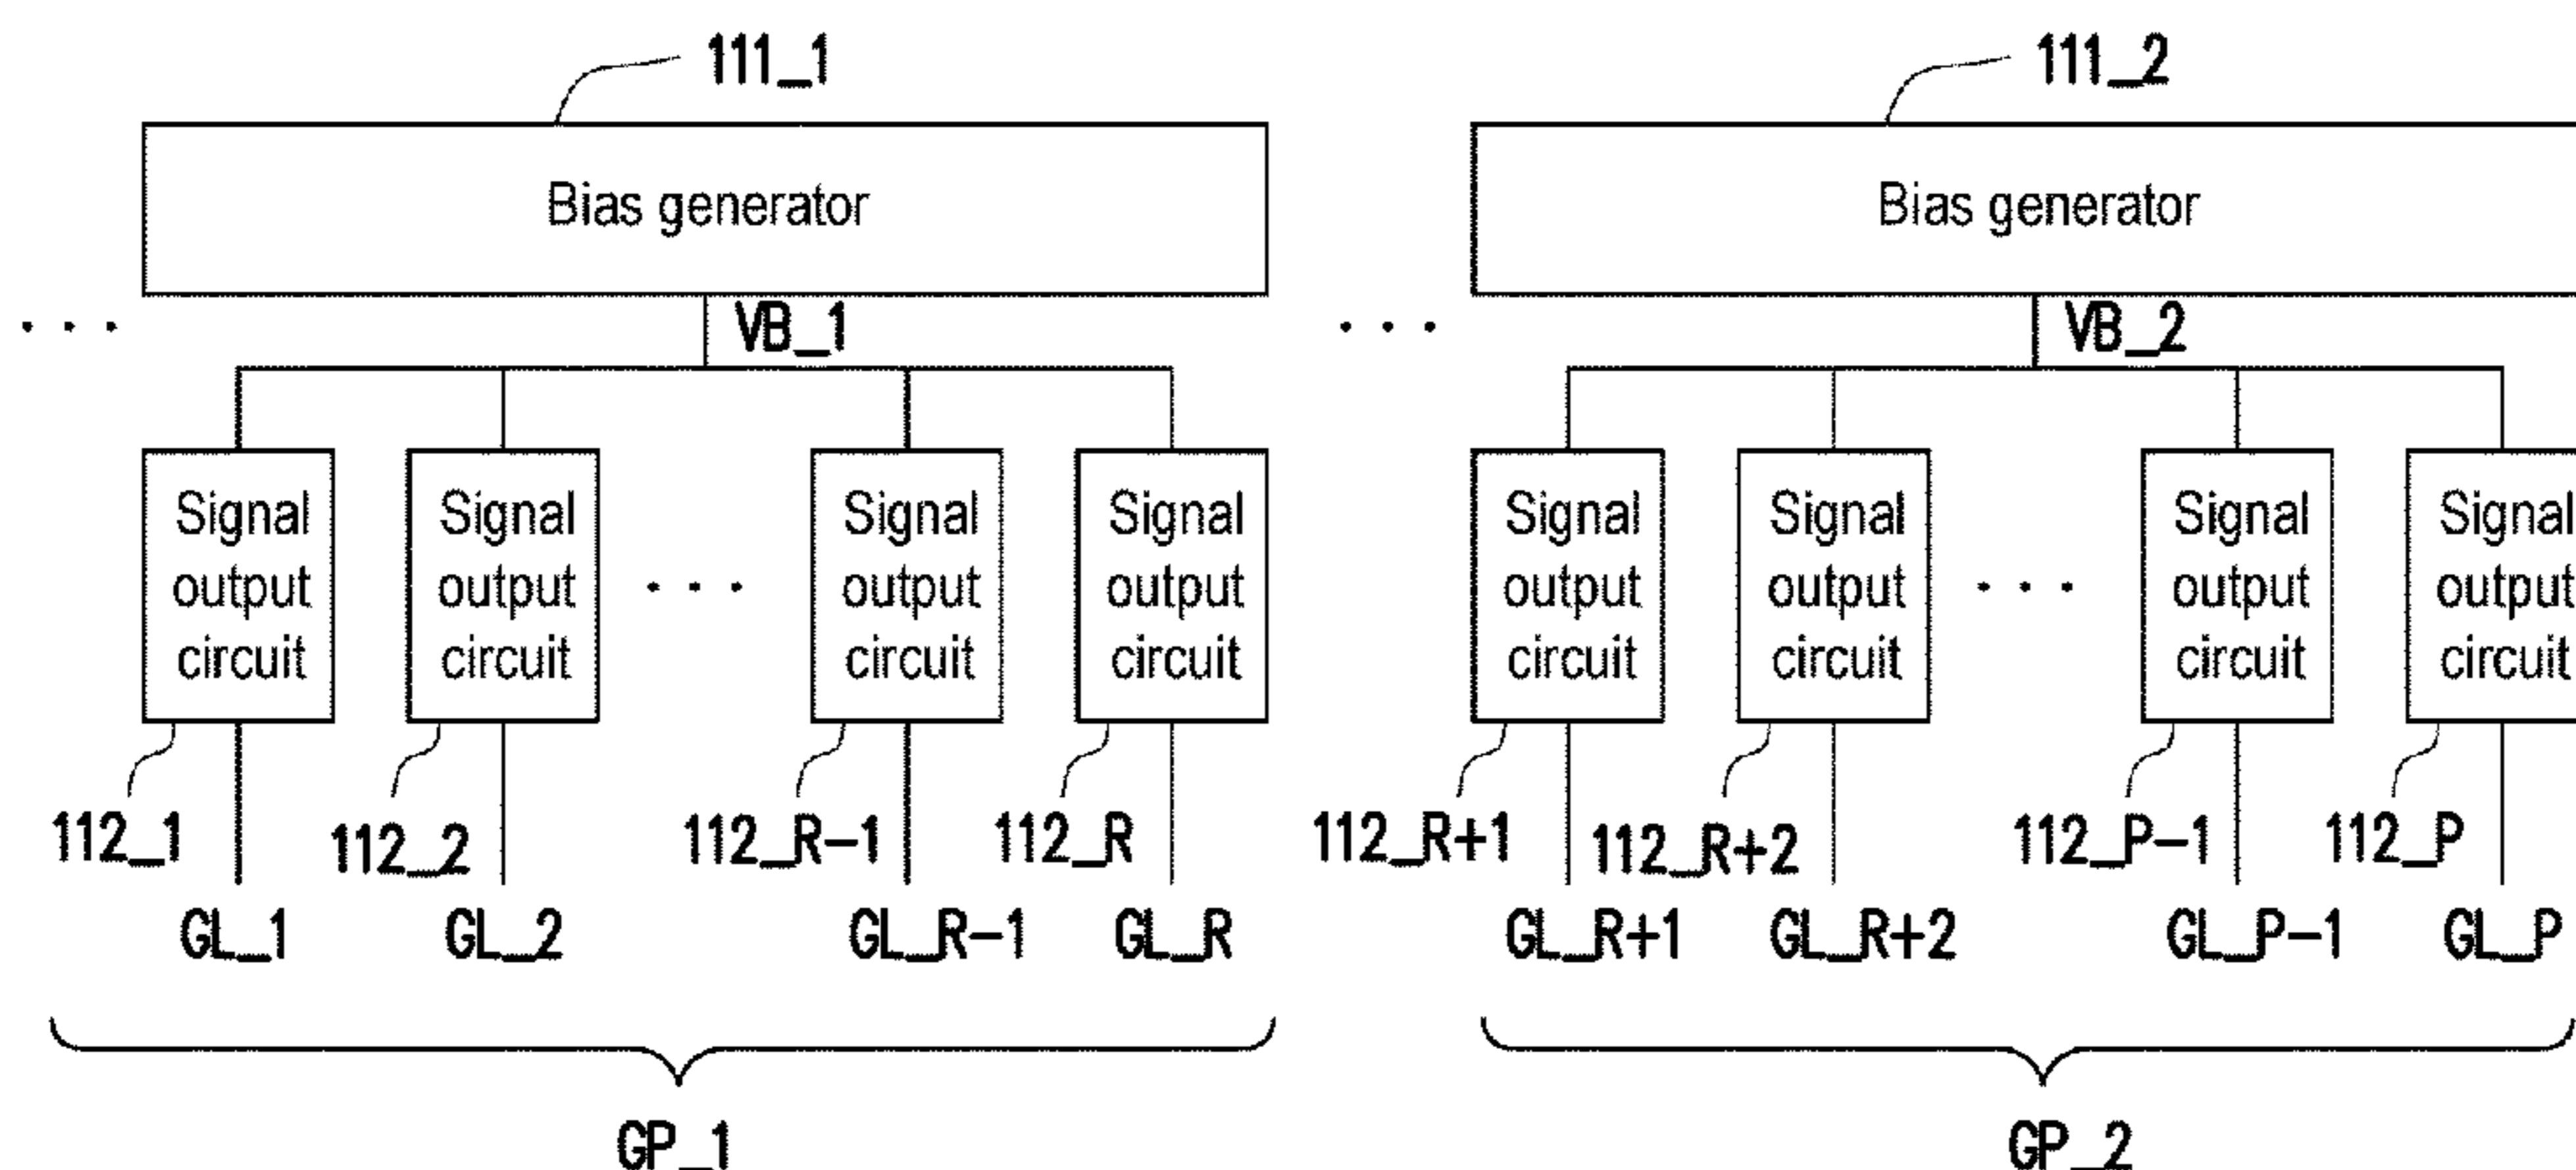 111_1
111_2
Bias generator
Bias generator
. . .
VB_1
. . .
VB_2
Signal
output
circuit
Signal
output
circuit
. . .
Signal
output
circuit
Signal
output
circuit
Signal
output
circuit
Signal
output
circuit
. . .
Signal
output
circuit
Signal
output
circuit
112_1
112_2
112_R-1
112_R
112_R+1
112_R+2
112_P-1
112_P
GL_1
GL_2
GL_R-1
GL_R
GL_R+1
GL_R+2
GL_P-1
GL_P
GP_1
GP_2